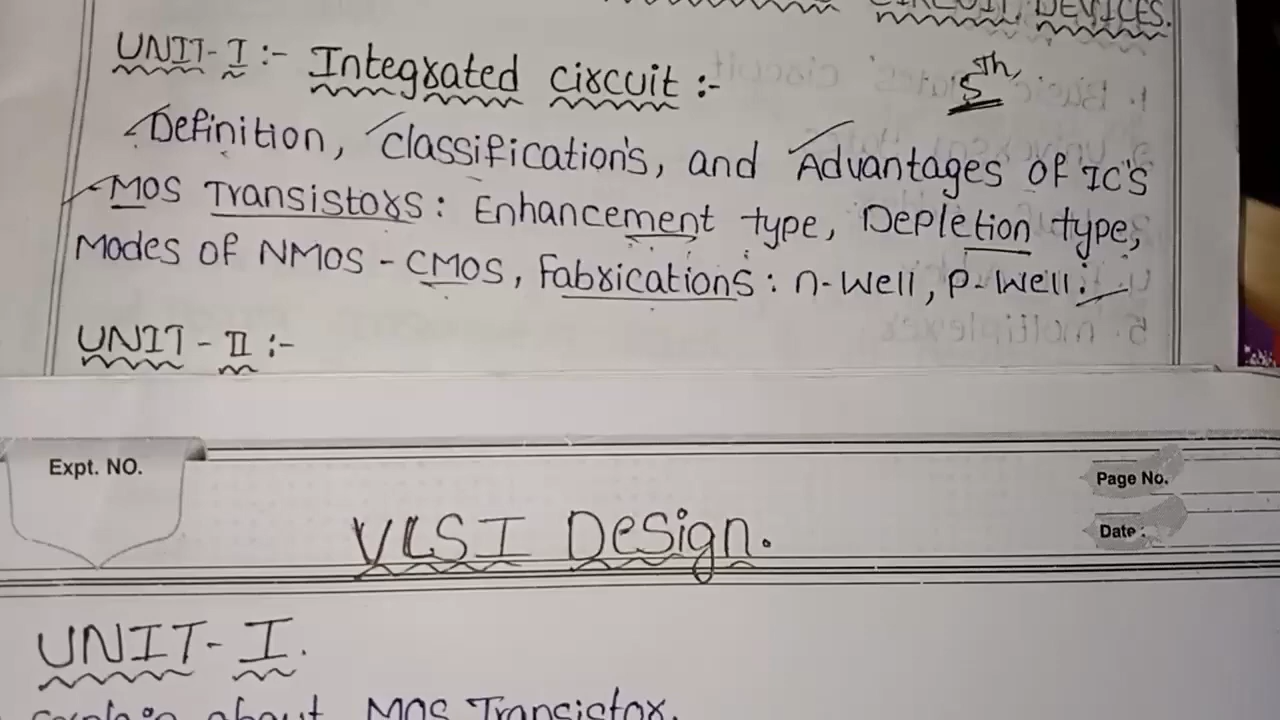 CIRCUIT DEVICES.
UNIT-I :- Integrated circuit :-
5Th,
Definition, Classification's, and Advantages of IC'S
MOS Transistors: Enhancement type, Depletion type,
Modes of NMOS - CMOS, Fabrications: n-Well, P-Well:
UNIT-II :-
Expt. NO.
Page No.
VLSI Design.
Date :
UNIT-I.
about MOS Transistor.